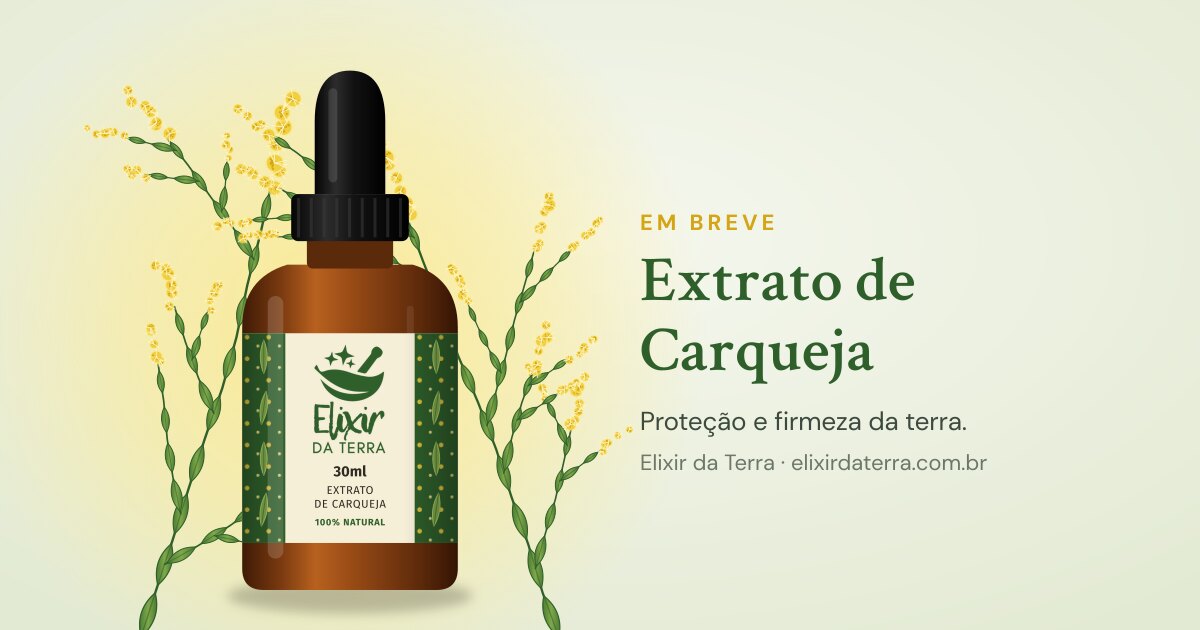 Elixir
DA TERRA
30ml
EXTRATO
DE CARQUEJA
100% NATURAL
EM BREVE
Extrato de
Carqueja
Proteção e firmeza da terra.
Elixir da Terra · elixirdaterra.com.br